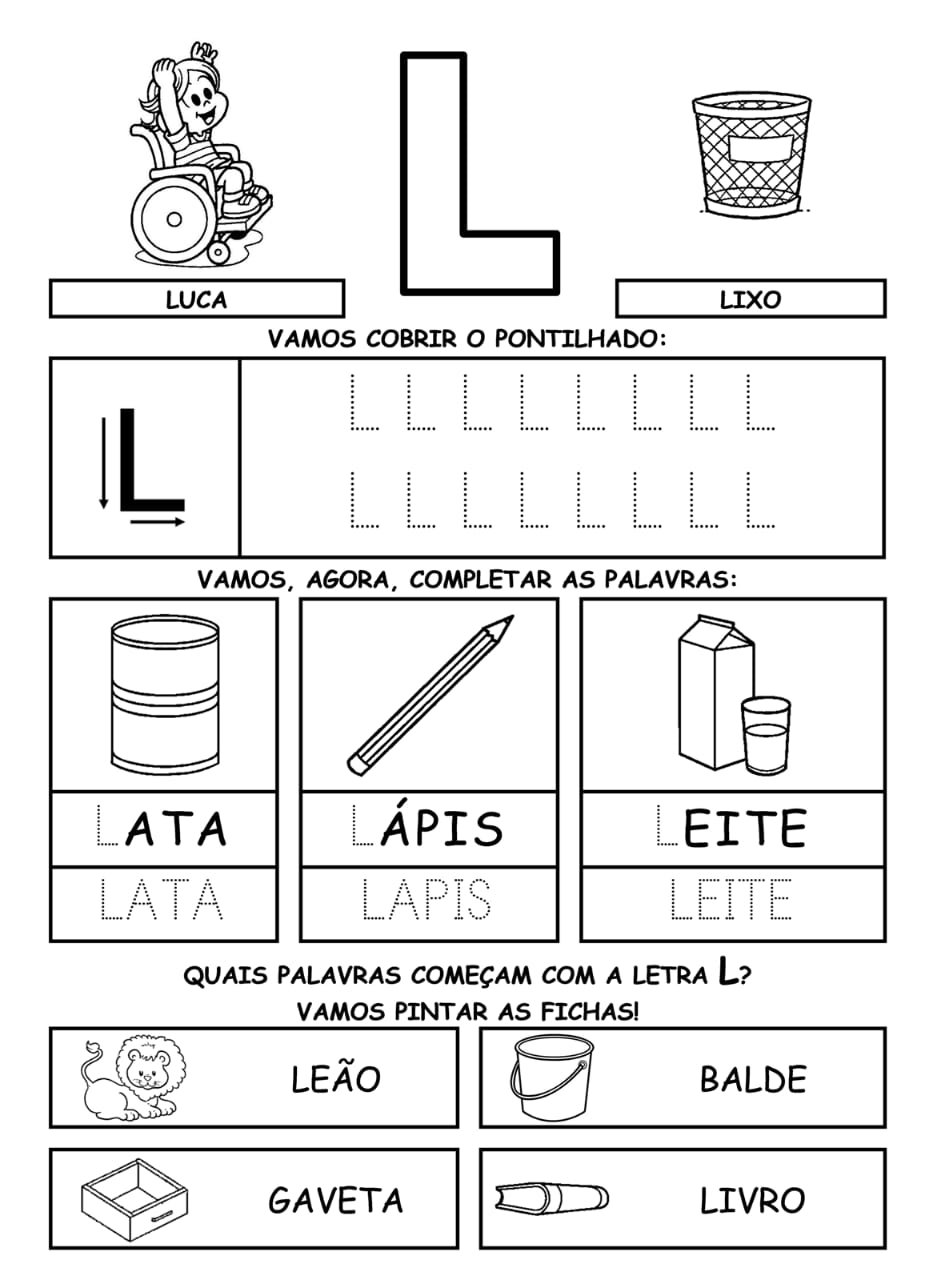 L
LUCA
LIXO
VAMOS COBRIR O PONTILHADO:
L
L L L L L L L L
L L L L L L L L
VAMOS, AGORA, COMPLETAR AS PALAVRAS:
LATA
LÁPIS
LEITE
LATA
LAPIS
LEITE
QUAIS PALAVRAS COMEÇAM COM A LETRA L?
VAMOS PINTAR AS FICHAS!
LEÃO
BALDE
GAVETA
LIVRO